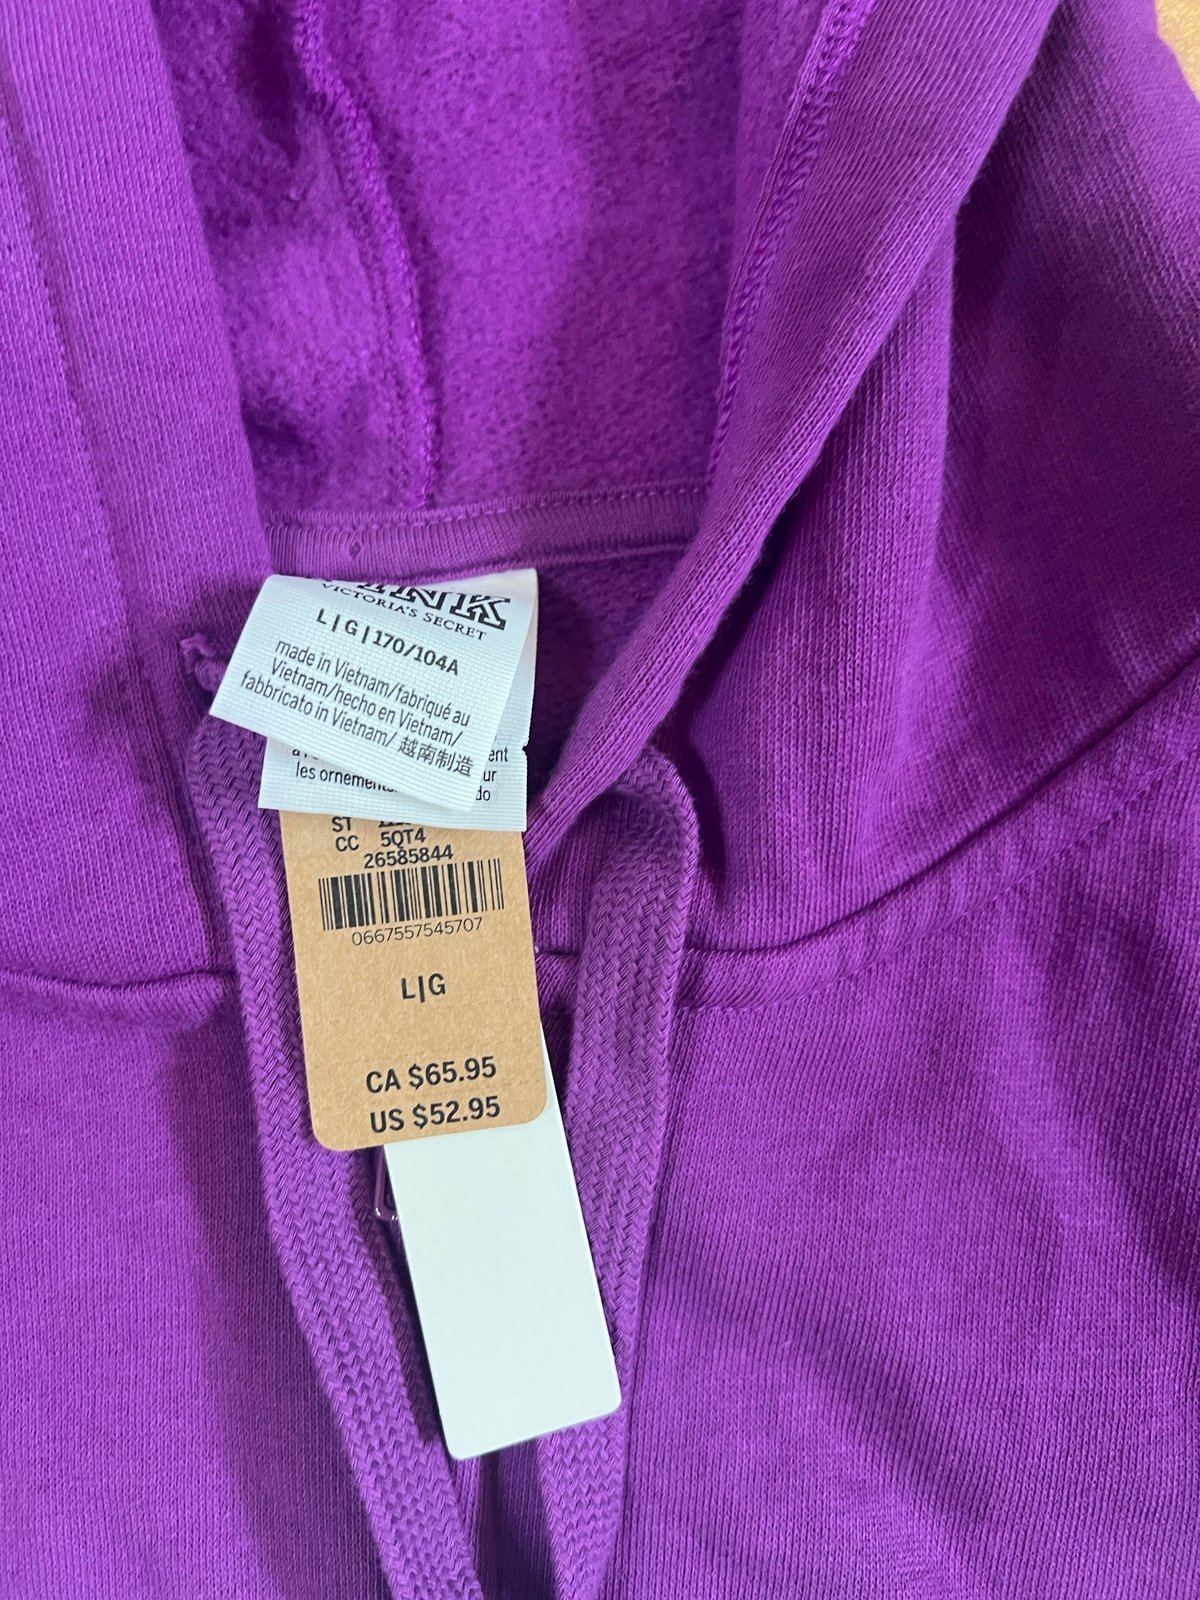 PINK
VICTORIA'S SECRET
L|G|170/104A
made in Vietnam/fabriqué au
Vietnam/hecho en Vietnam/
fabbricato in Vietnam/ 越南制造
les ornements
ST
CC 5QT4
26585844
0667557545707
L|G
CA $65.95
US $52.95